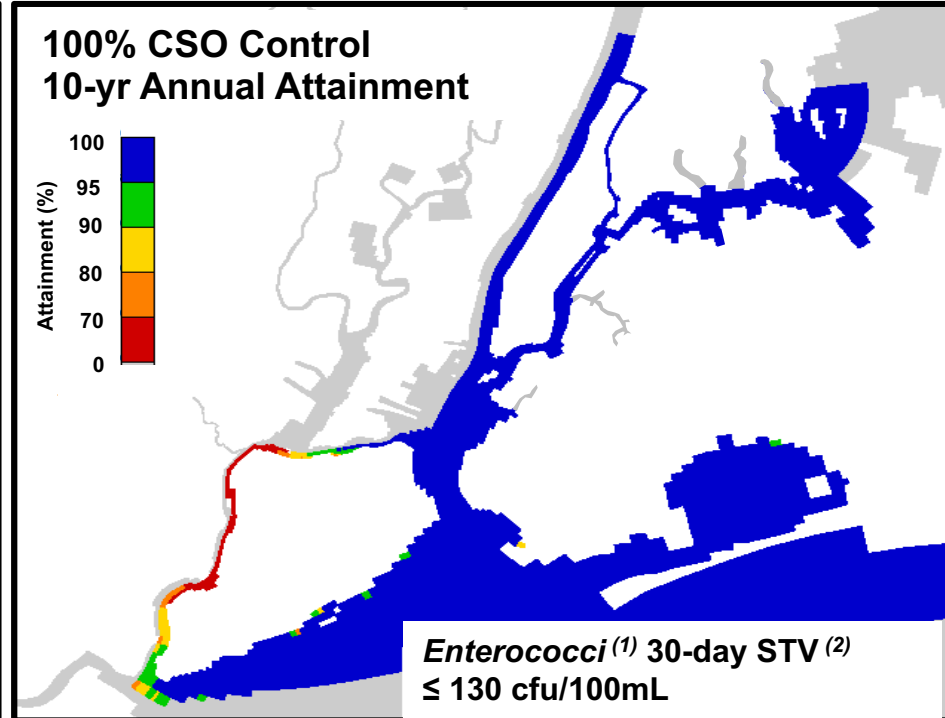 100% CSO Control
10-yr Annual Attainment
Attainment (%)
100
95
90
80
70
0
Enterococci (1) 30-day STV (2)
≤ 130 cfu/100mL